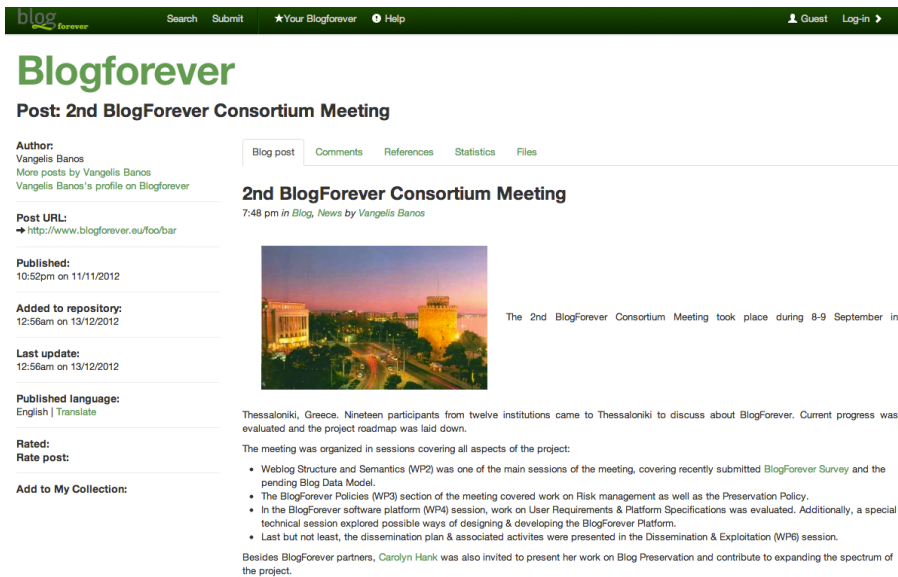 blog forever Search Submit ★Your Blogforever Help Guest Log-in
Blogforever
Post: 2nd BlogForever Consortium Meeting
Author:
Vangelis Banos
More posts by Vangelis Banos
Vangelis Banos's profile on Blogforever
Post URL:
➔ http://www.blogforever.eu/foo/bar
Published:
10:52pm on 11/11/2012
Added to repository:
12:56am on 13/12/2012
Last update:
12:56am on 13/12/2012
Published language:
English | Translate
Rated:
Rate post:
Add to My Collection:
Blog post Comments References Statistics Files
2nd BlogForever Consortium Meeting
7:48 pm in Blog, News by Vangelis Banos
The 2nd BlogForever Consortium Meeting took place during 8-9 September in
Thessaloniki, Greece. Nineteen participants from twelve institutions came to Thessaloniki to discuss about BlogForever. Current progress was
evaluated and the project roadmap was laid down.
The meeting was organized in sessions covering all aspects of the project:
• Weblog Structure and Semantics (WP2) was one of the main sessions of the meeting, covering recently submitted BlogForever Survey and the
pending Blog Data Model.
• The BlogForever Policies (WP3) section of the meeting covered work on Risk management as well as the Preservation Policy.
• In the BlogForever software platform (WP4) session, work on User Requirements & Platform Specifications was evaluated. Additionally, a special
technical session explored possible ways of designing & developing the BlogForever Platform.
• Last but not least, the dissemination plan & associated activites were presented in the Dissemination & Exploitation (WP6) session.
Besides BlogForever partners, Carolyn Hank was also invited to present her work on Blog Preservation and contribute to expanding the spectrum of
the project.